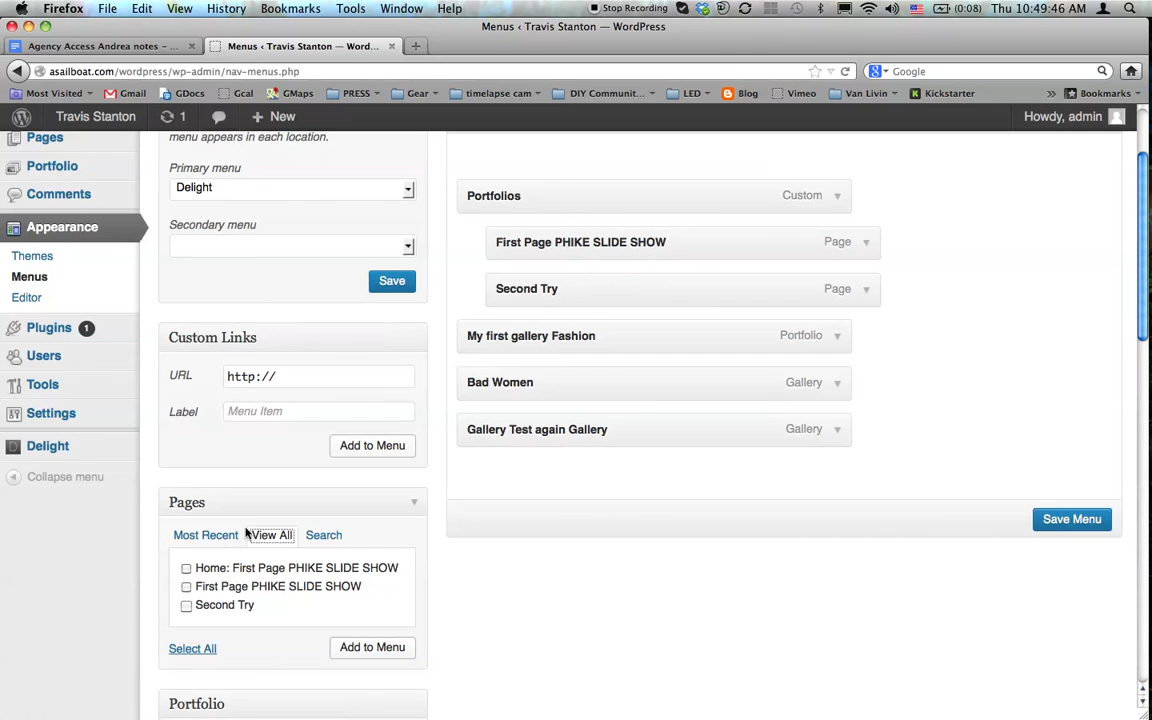 Firefox File Edit View History Bookmarks Tools Window Help Stop Recording (0:08) Thu 10:49:46 AM
Menus ‹ Travis Stanton — WordPress
Agency Access Andrea notes – ... Menus ‹ Travis Stanton — Word...
asailboat.com/wordpress/wp-admin/nav-menus.php Google
Most Visited Gmail GDocs Gcal GMaps PRESS Gear timelapse cam DIY Communit... LED Blog Vimeo Van Livin Kickstarter » Bookmarks
Travis Stanton 1 + New Howdy, admin
Pages
Portfolio
Comments
Appearance
Themes
Menus
Editor
Plugins 1
Users
Tools
Settings
Delight
Collapse menu
menu appears in each location.
Primary menu
Delight
Secondary menu
Save
Custom Links
URL http://
Label Menu Item
Add to Menu
Pages
Most Recent View All Search
Home: First Page PHIKE SLIDE SHOW
First Page PHIKE SLIDE SHOW
Second Try
Select All Add to Menu
Portfolio
Portfolios Custom
First Page PHIKE SLIDE SHOW Page
Second Try Page
My first gallery Fashion Portfolio
Bad Women Gallery
Gallery Test again Gallery Gallery
Save Menu